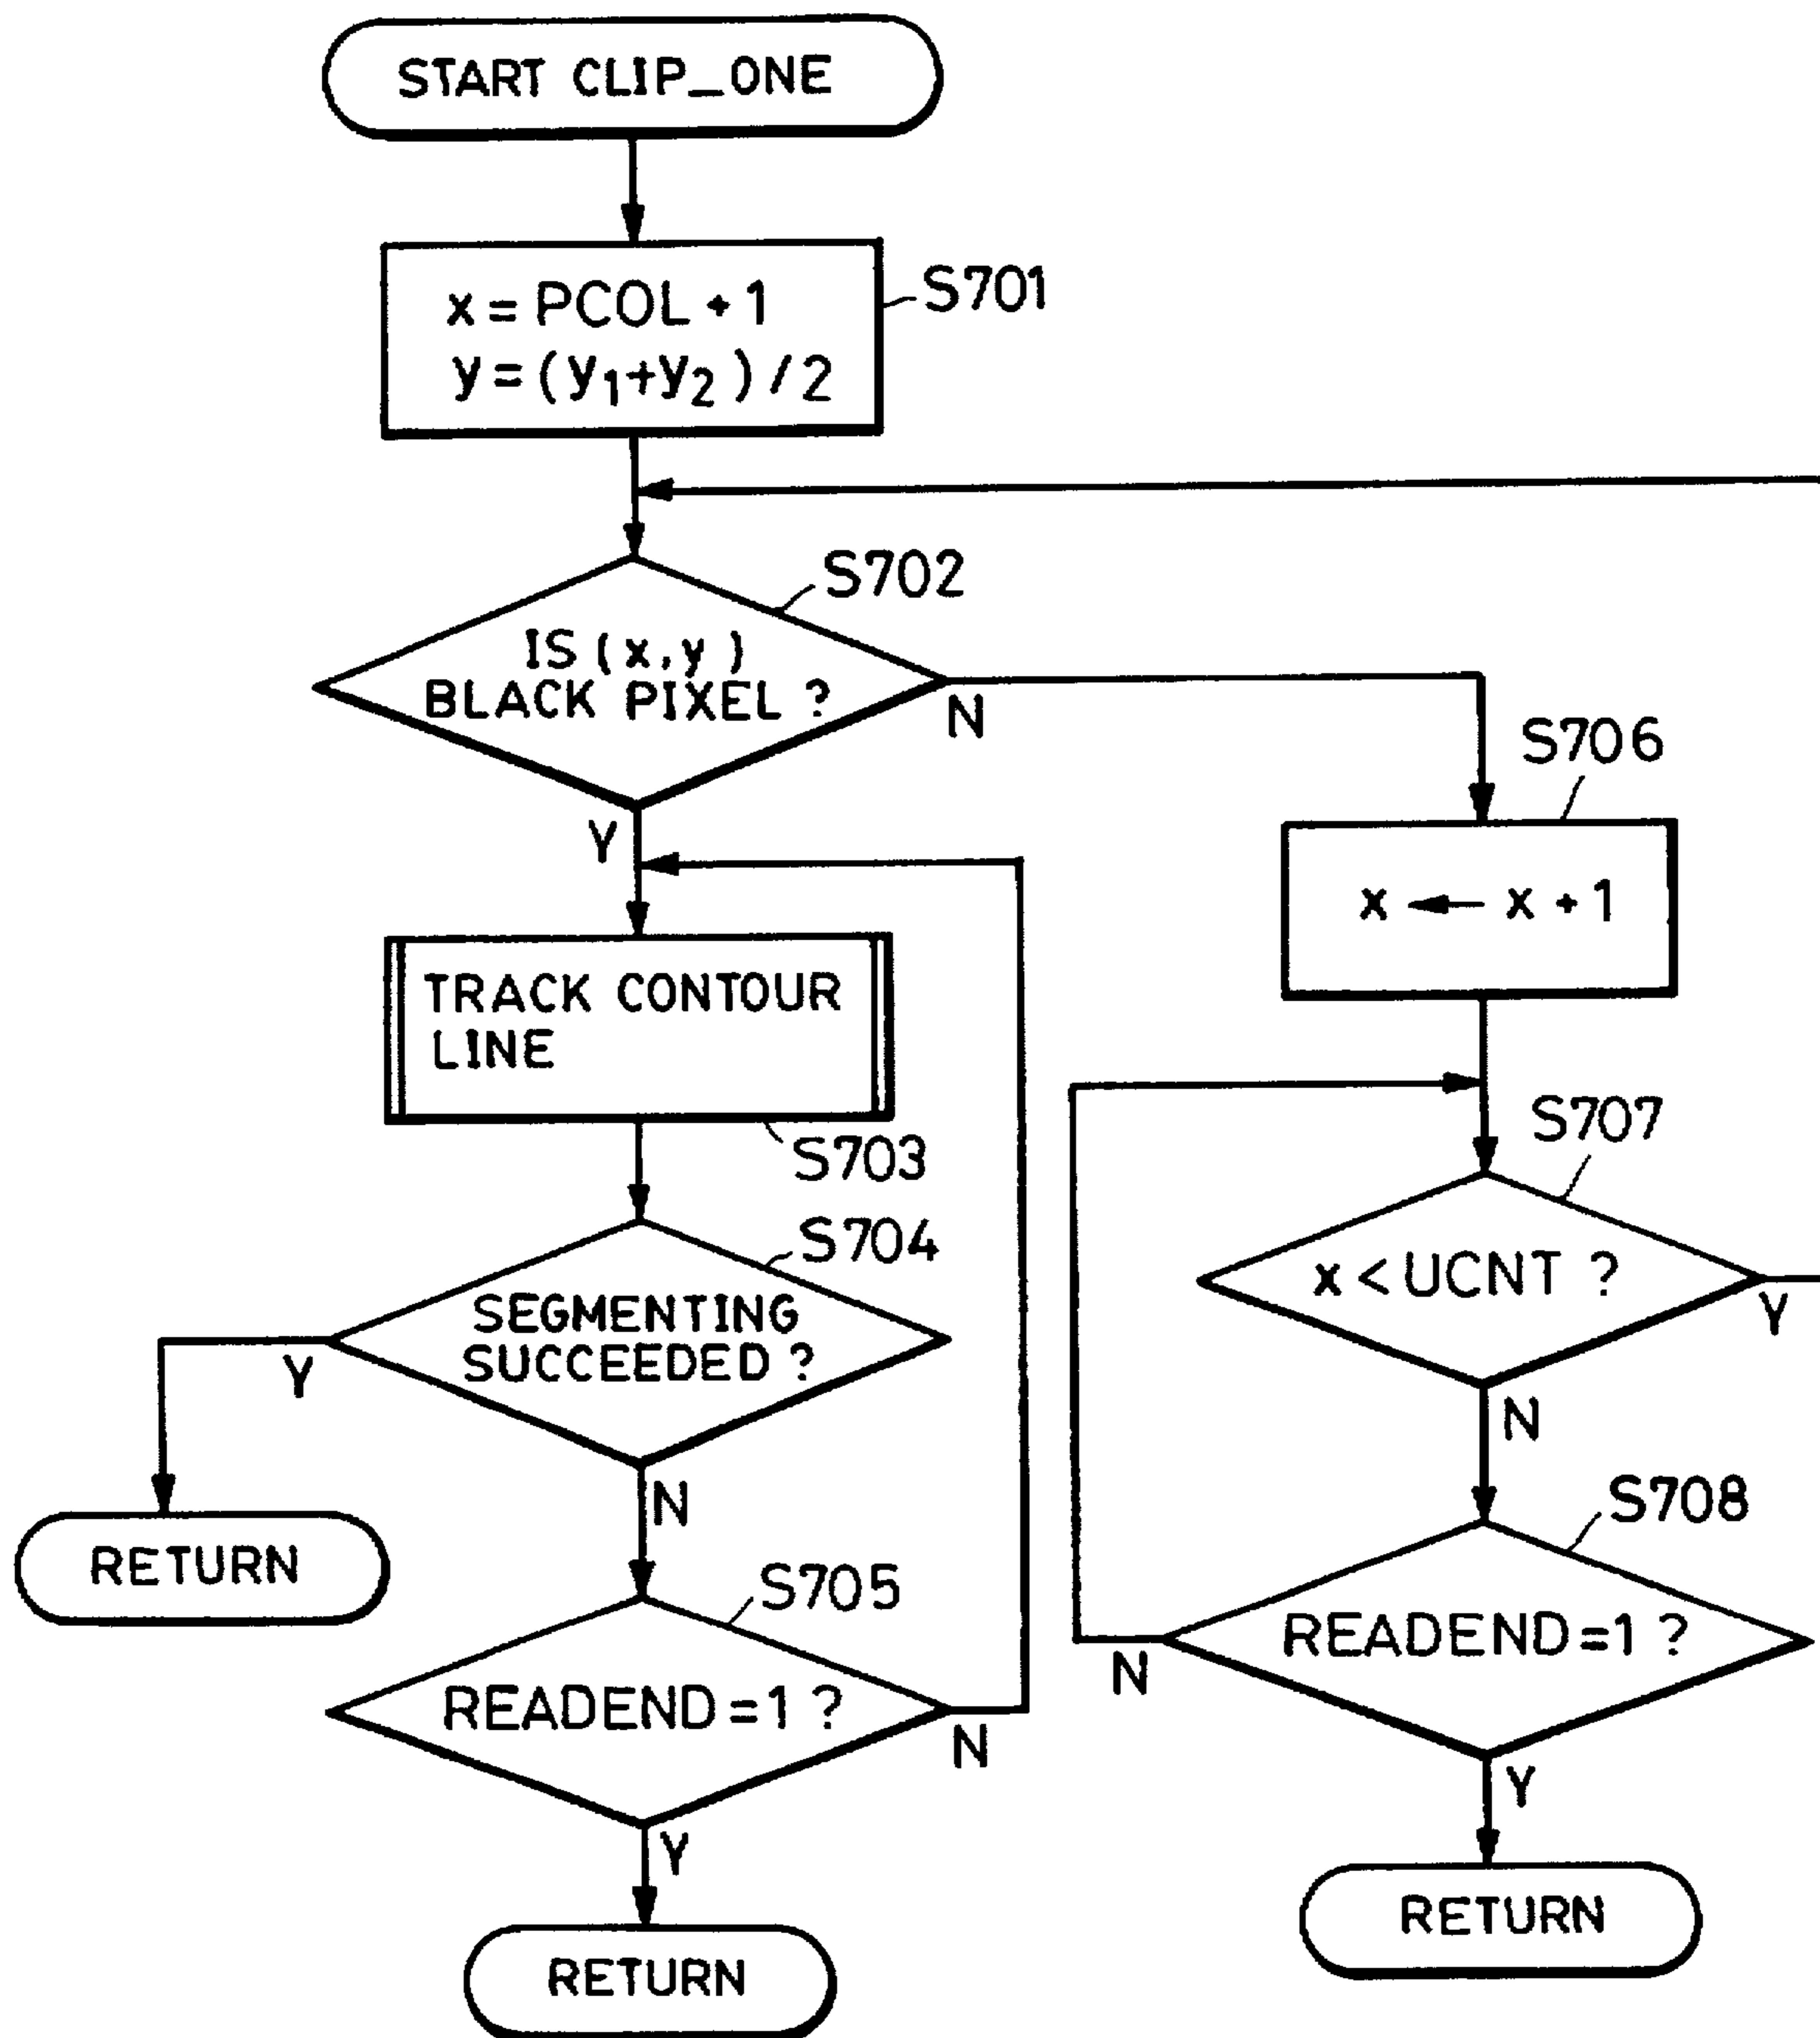 START CLIP_ONE
x = PCOL + 1
y = (y₁+y₂)/2
S701
IS (x,y)
BLACK PIXEL ?
S702
N
Y
S706
x ← x + 1
TRACK CONTOUR
LINE
S703
S707
x < UCNT ?
Y
N
S704
SEGMENTING
SUCCEEDED ?
Y
N
RETURN
S708
READEND = 1 ?
N
Y
S705
READEND = 1 ?
N
Y
RETURN
RETURN